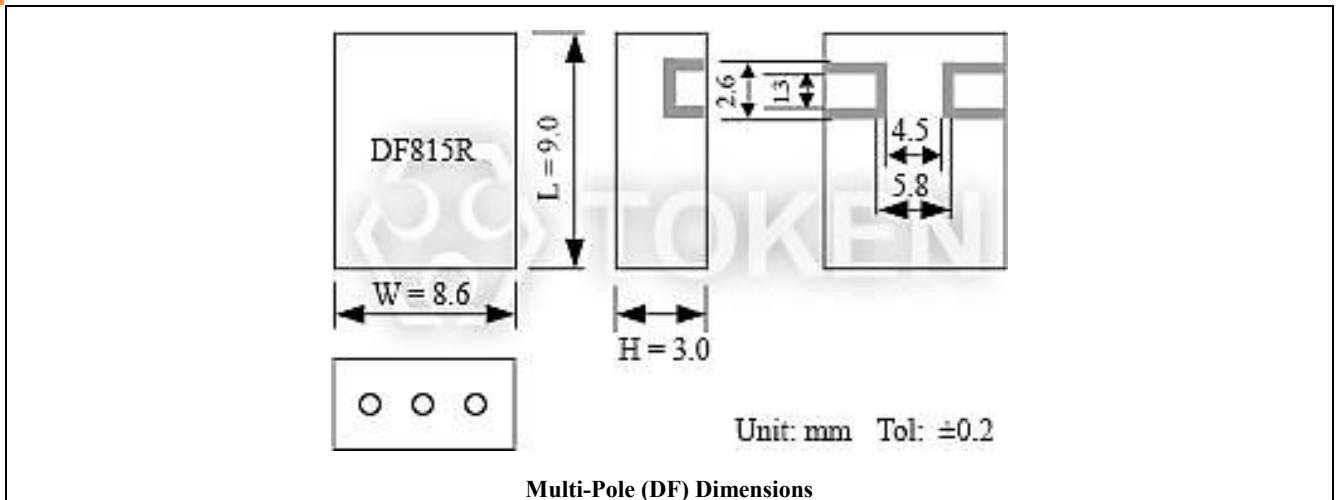 DF815R
L = 9.0
2.6
1.3
4.5
5.8
TOKEN
W = 8.6
H = 3.0
Unit: mm Tol: ±0.2
Multi-Pole (DF) Dimensions